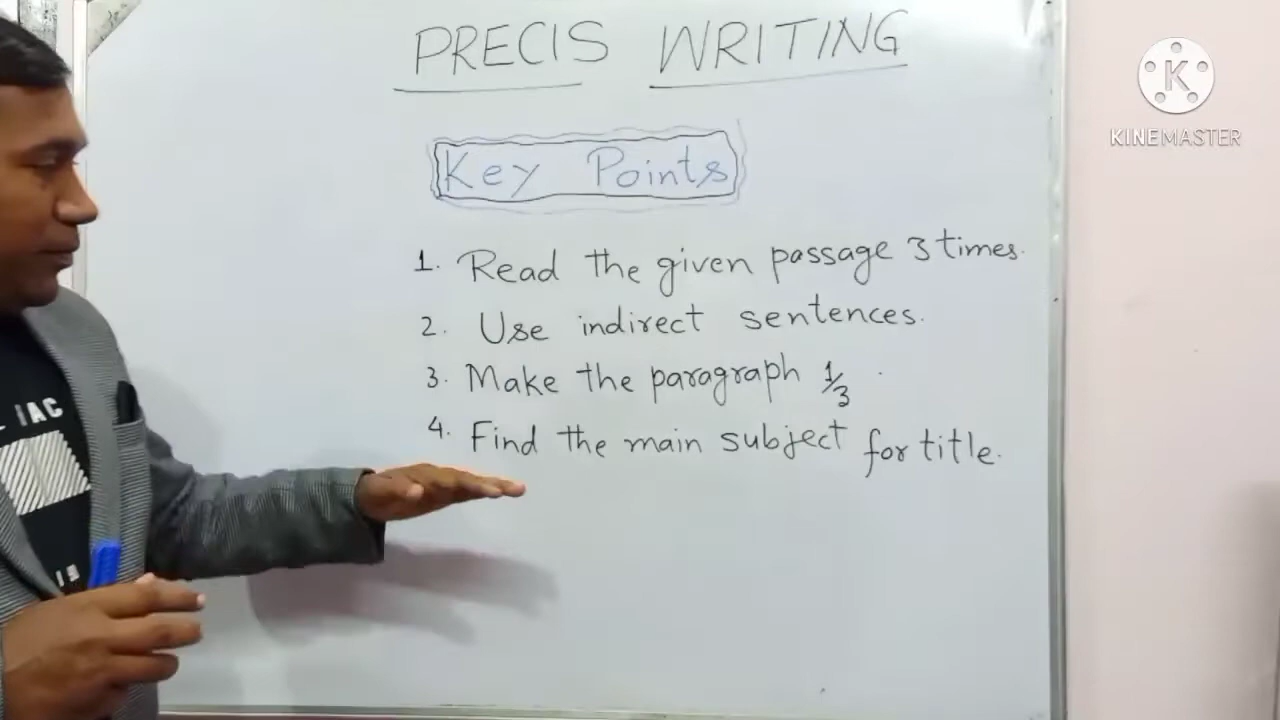 PRECIS WRITING
Key Points
1. Read the given passage 3 times.
2. Use indirect sentences.
3. Make the paragraph 1/3
4. Find the main subject for title.
K
KINEMASTER
IAC